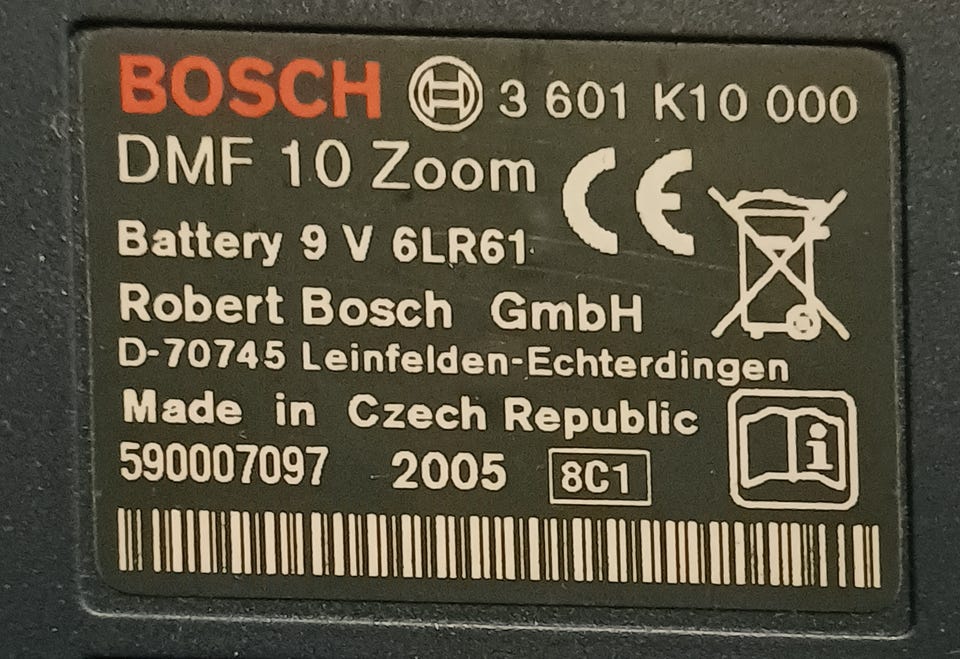 BOSCH 3 601 K10 000
DMF 10 Zoom CE
Battery 9 V 6LR61
Robert Bosch GmbH
D-70745 Leinfelden-Echterdingen
Made in Czech Republic
590007097 2005 8C1